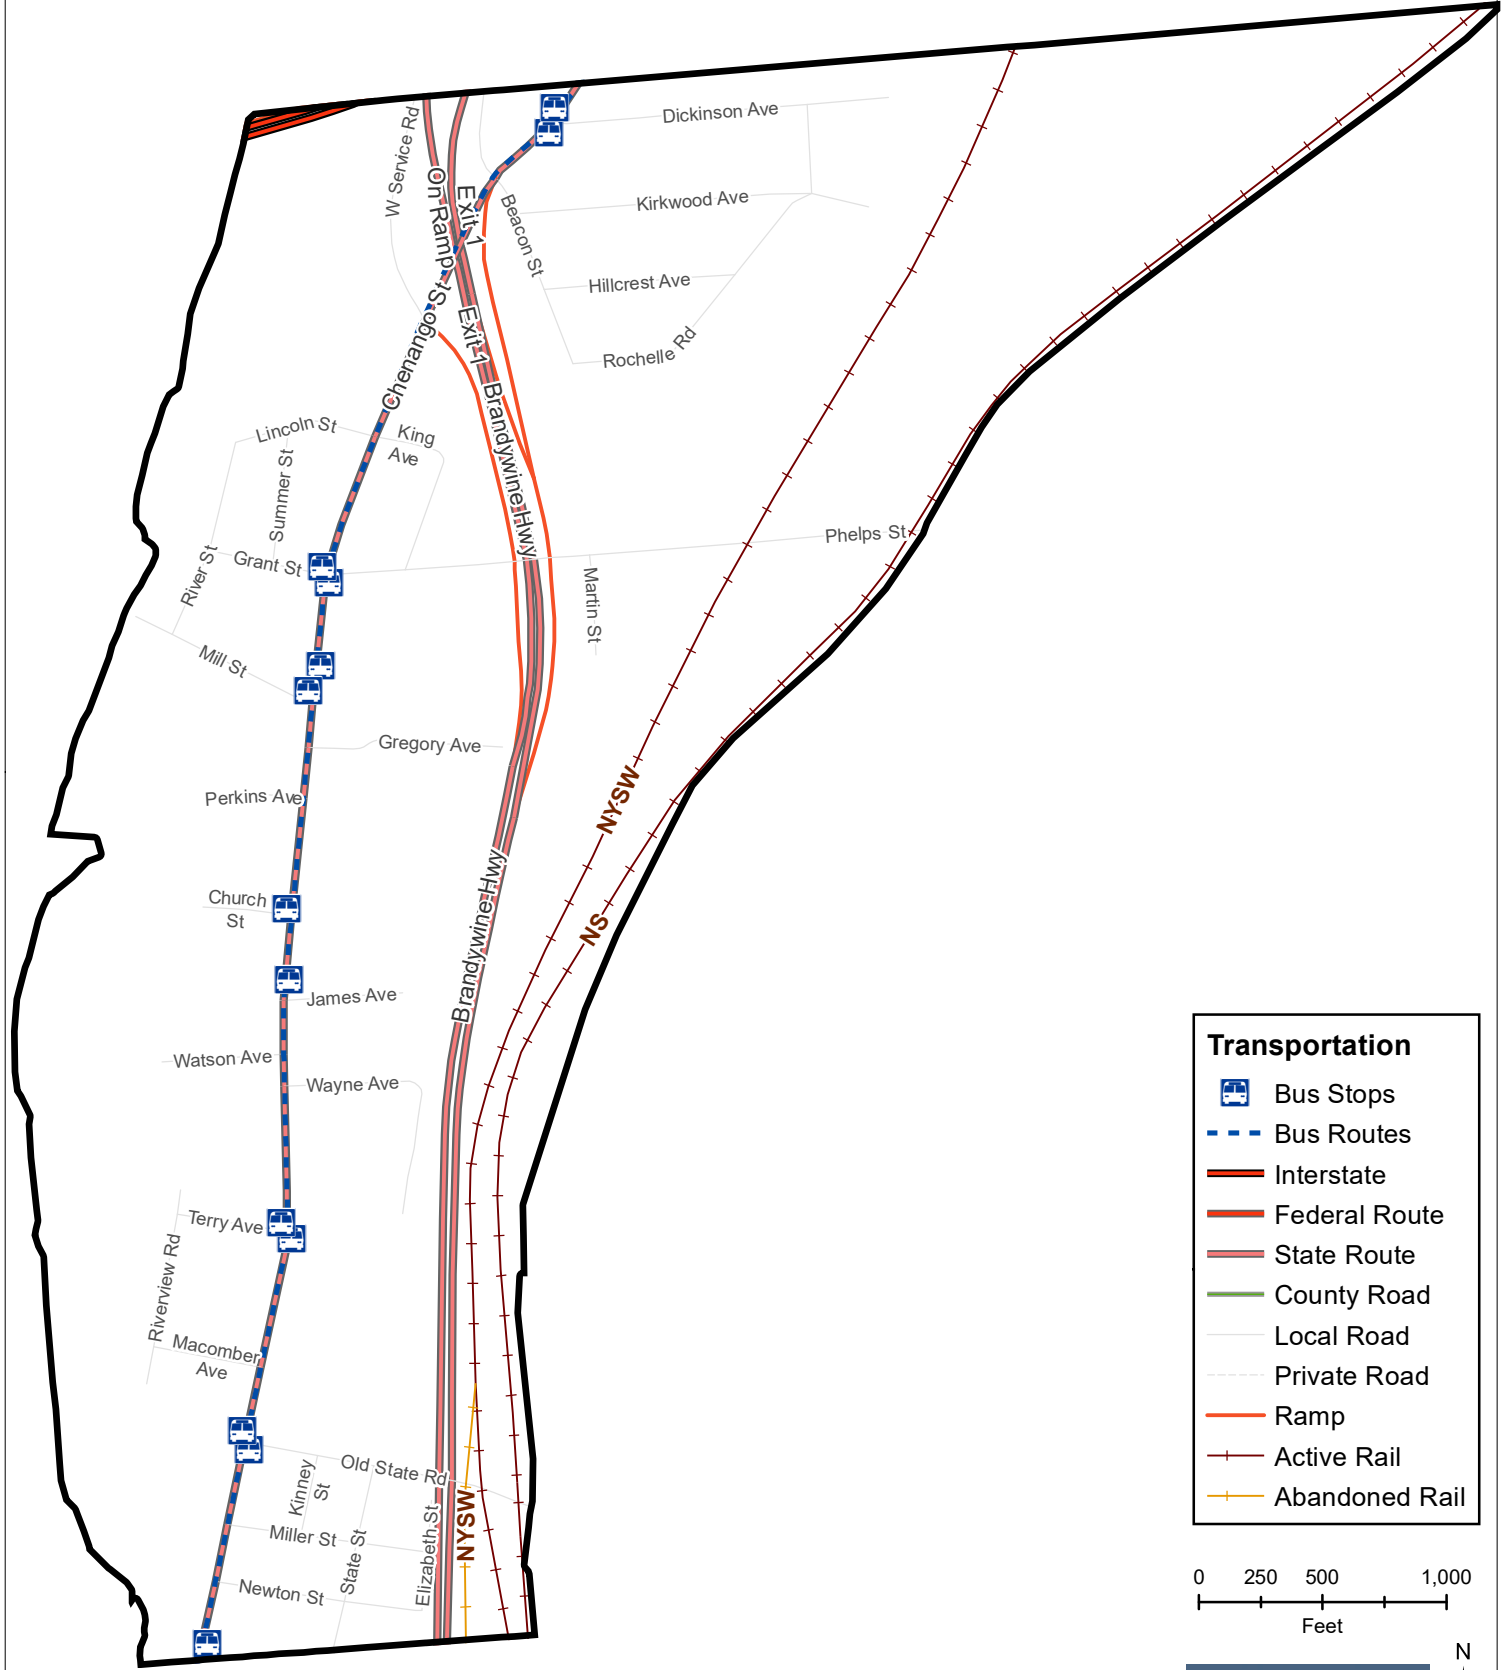 Dickinson Ave
W Service Rd
On Ramp
Exit 1
Kirkwood Ave
Beacon St
Hillcrest Ave
Chenango St
Exit 1
Rochelle Rd
Brandywine Hwy
Lincoln St
King
Ave
Summer St
Phelps St
Grant St
River St
Martin St
Mill St
Gregory Ave
NYSW
Perkins Ave
Church
St
Brandywine Hwy
NS
James Ave
Watson Ave
Wayne Ave
Terry Ave
Riverview Rd
Macomber
Ave
Old State Rd
Kinney
St
NYSW
Miller St
State St
Elizabeth St
Newton St
Transportation
Bus Stops
Bus Routes
Interstate
Federal Route
State Route
County Road
Local Road
Private Road
Ramp
Active Rail
Abandoned Rail
0 250 500 1,000
Feet
N